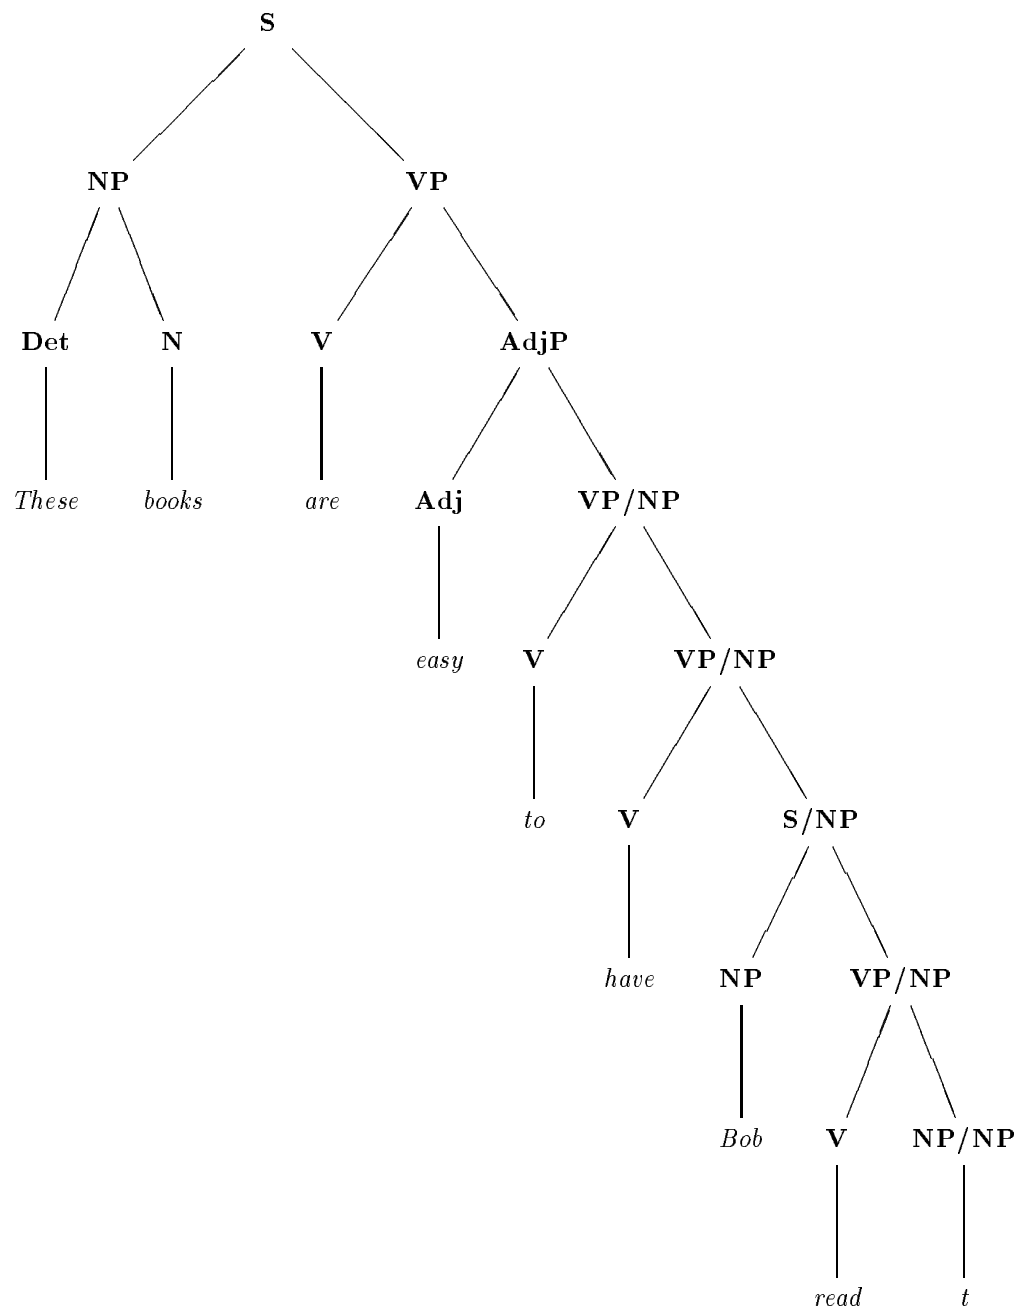 S
NP VP
Det N V AdjP
These books are Adj VP/NP
easy V VP/NP
to V S/NP
have NP VP/NP
Bob V NP/NP
read t